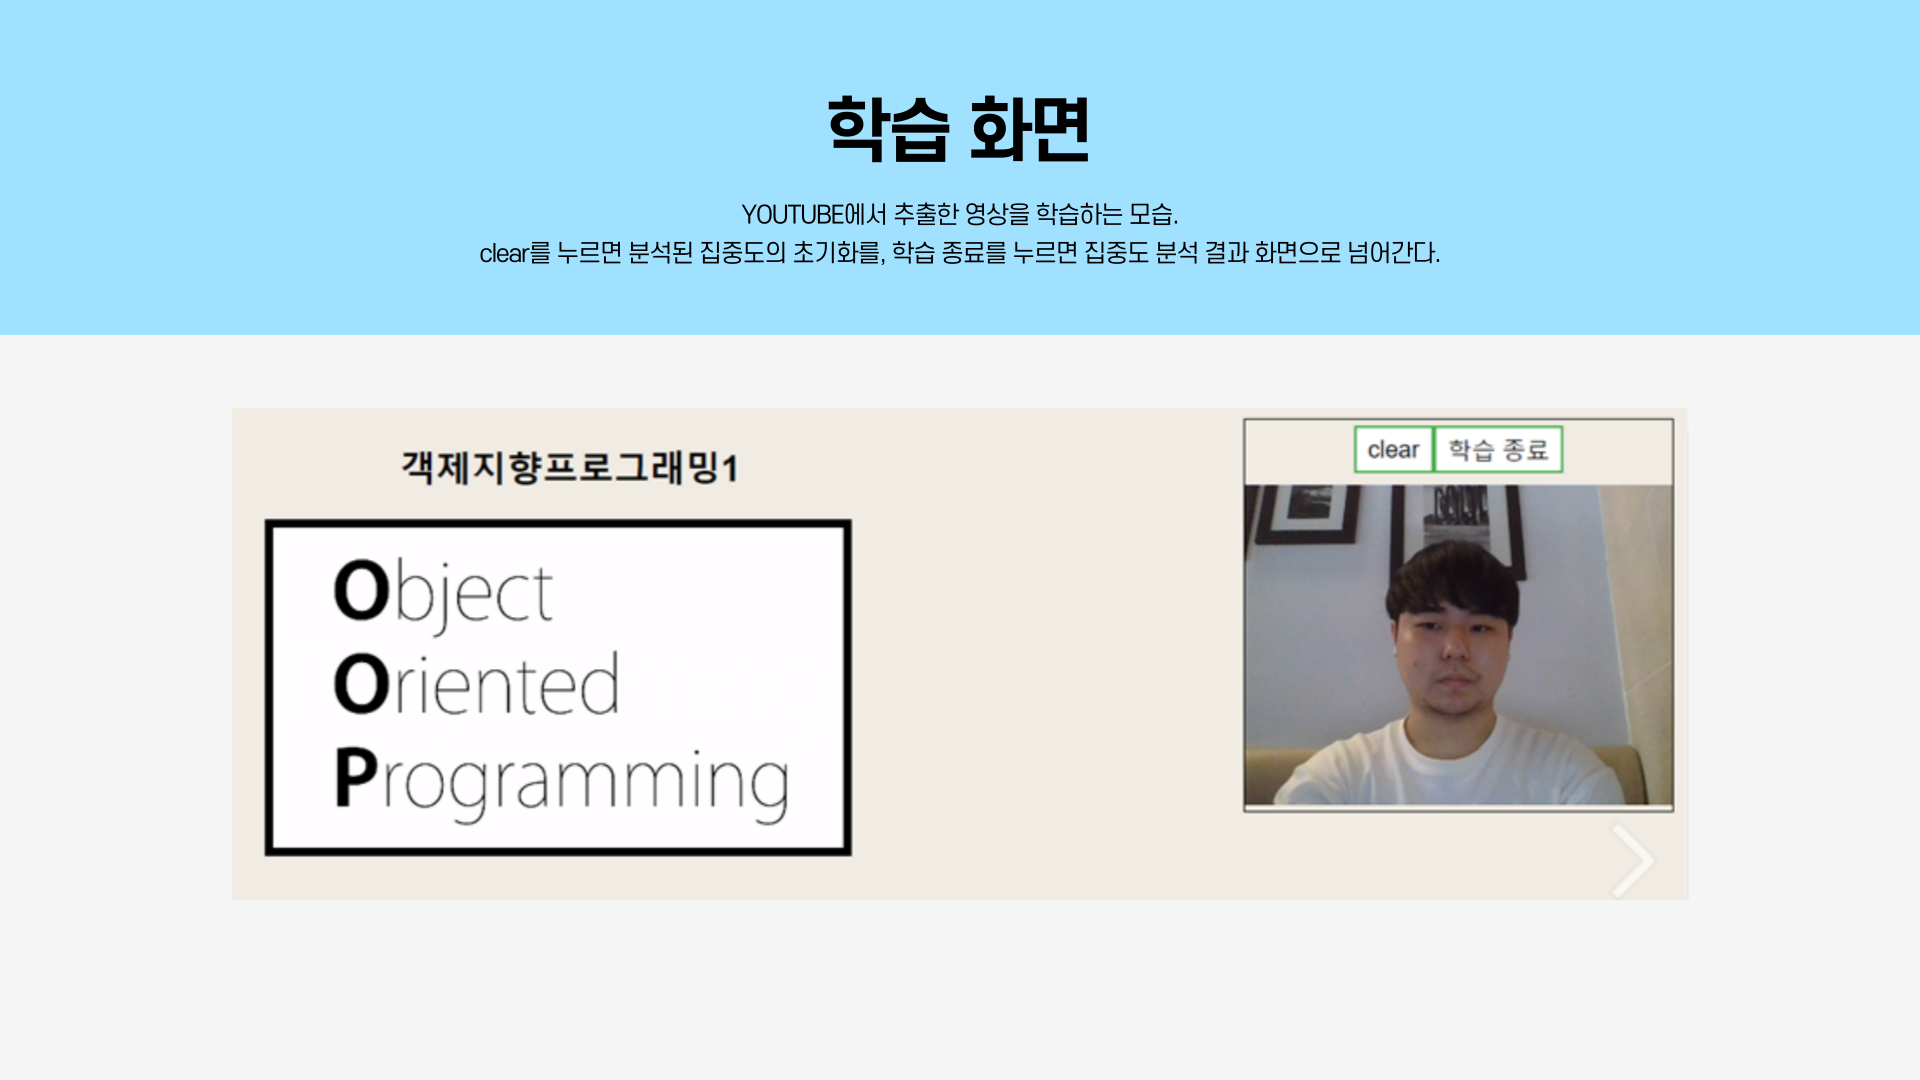 학습 화면
YOUTUBE에서 추출한 영상을 학습하는 모습.
clear를 누르면 분석된 집중도의 초기화를, 학습 종료를 누르면 집중도 분석 결과 화면으로 넘어간다.
객제지향프로그래밍1
Object
Oriented
Programming
clear 학습 종료